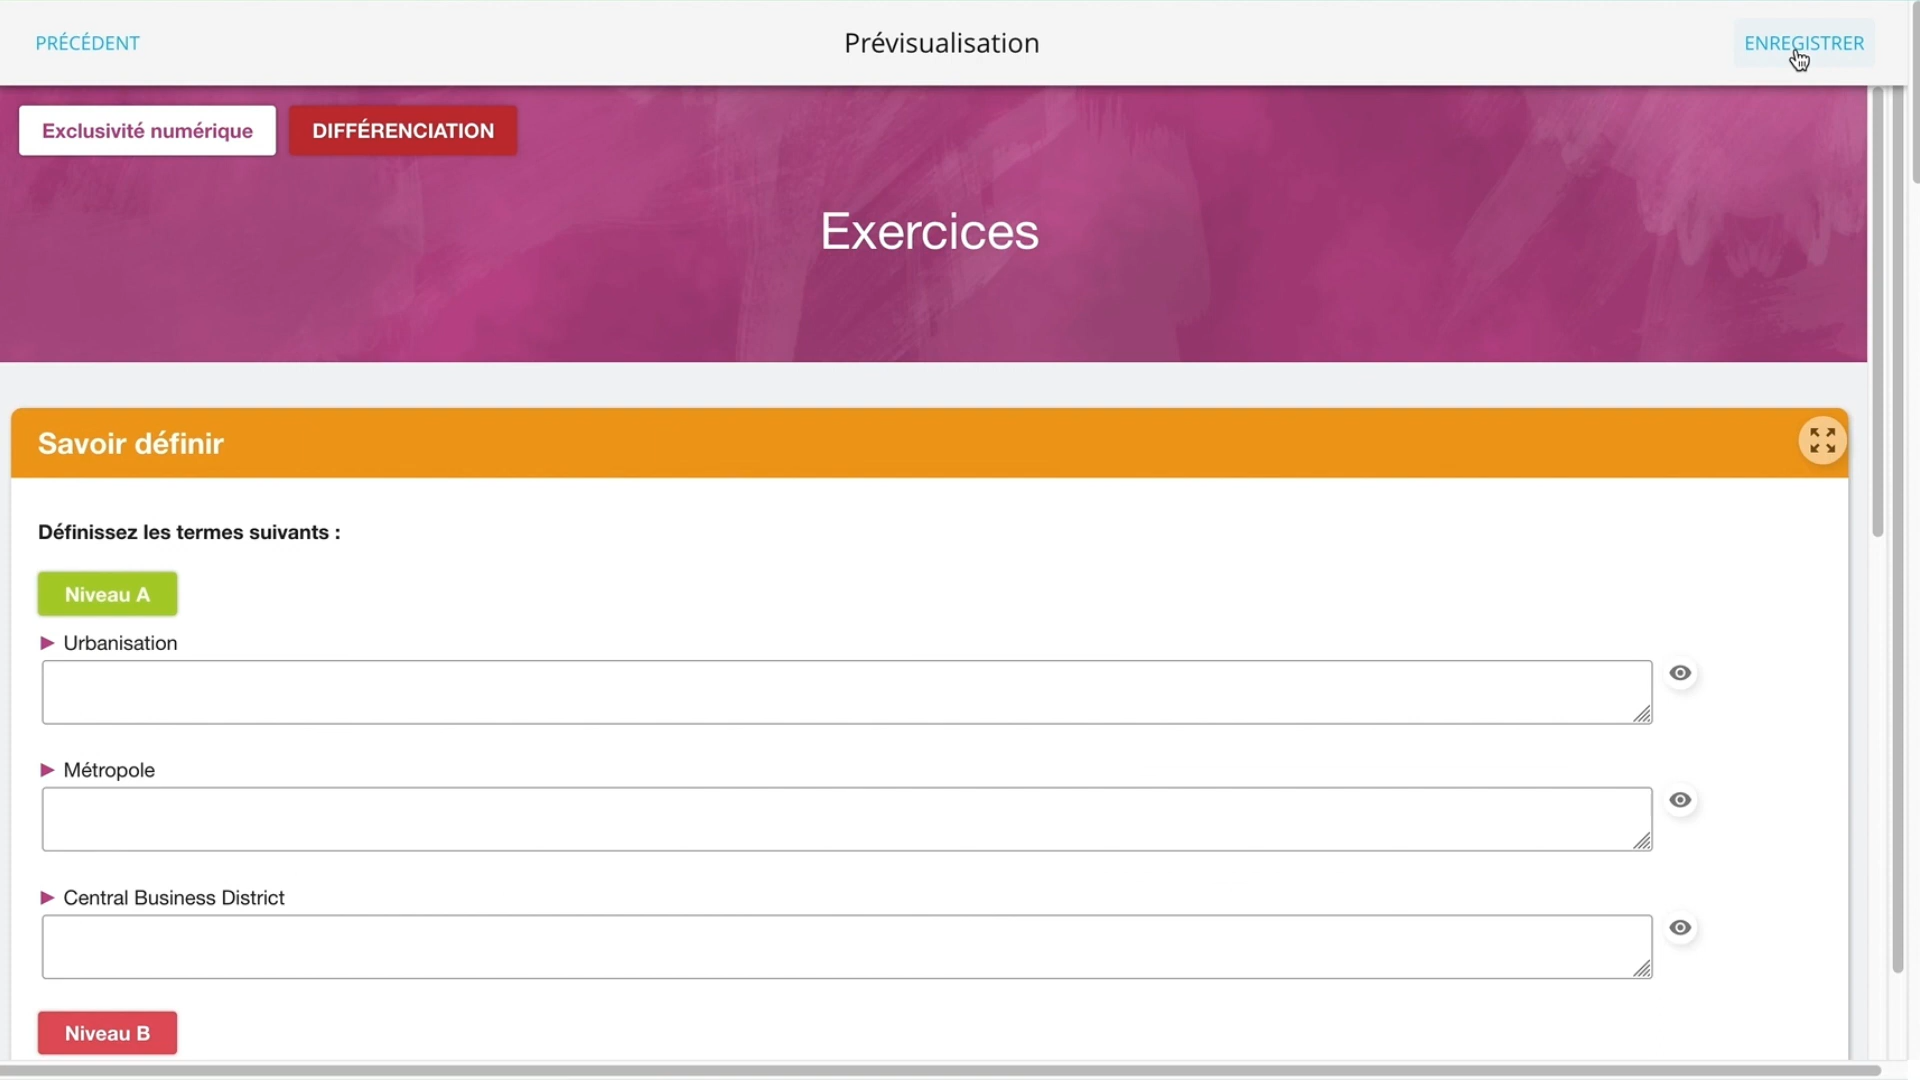 PRÉCÉDENT
Prévisualisation
ENREGISTRER
Exclusivité numérique
DIFFÉRENCIATION
Exercices
Savoir définir
Définissez les termes suivants :
Niveau A
Urbanisation
Métropole
Central Business District
Niveau B